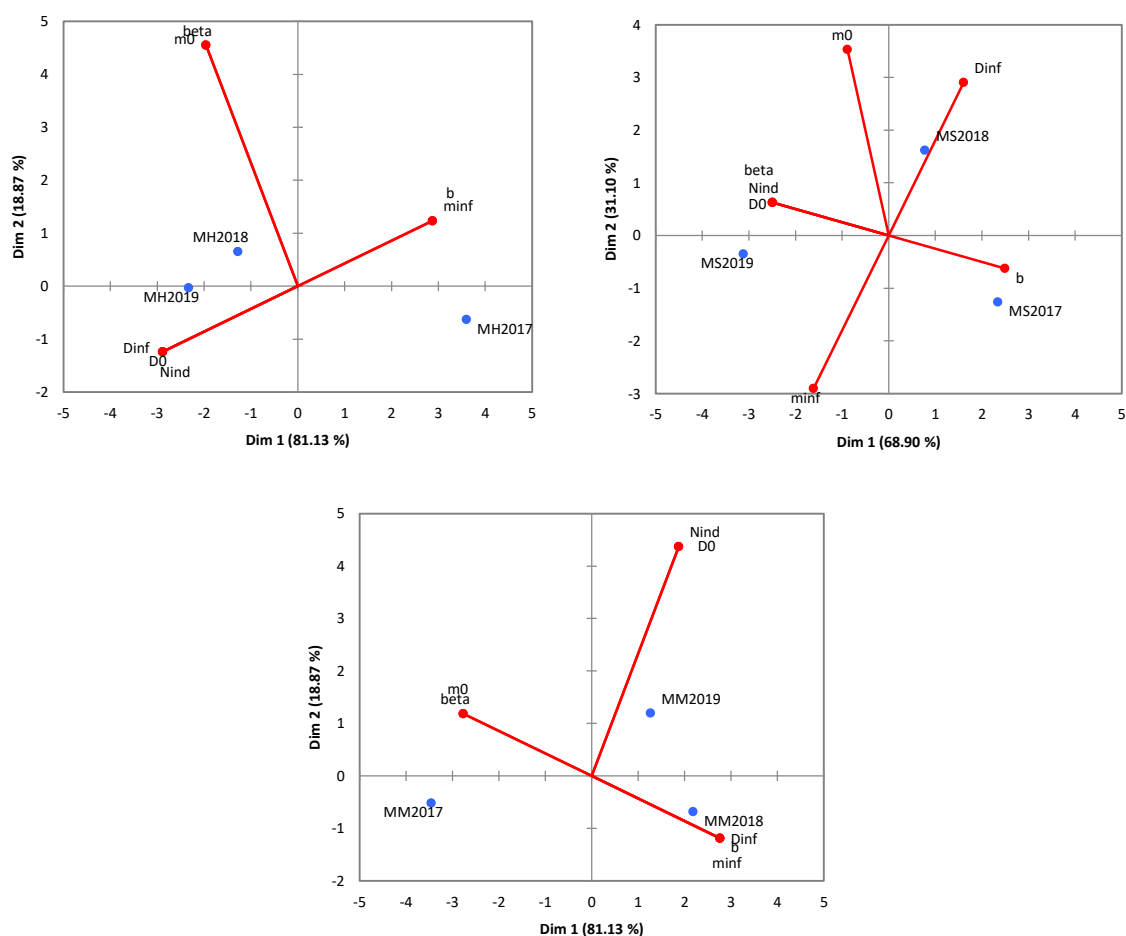 5
beta
m0
4
3
2
b
minf
1
MH2018
0
MH2019
MH2017
-1
Dinf
D0
Nind
-2
-5 -4 -3 -2 -1 0 1 2 3 4 5
Dim 1 (81.13 %)
Dim 2 (18.87 %)
4
m0
3
Dinf
2
MS2018
1
beta
Nind
D0
0
MS2019
b
-1
MS2017
-2
-3
minf
-5 -4 -3 -2 -1 0 1 2 3 4 5
Dim 1 (68.90 %)
Dim 2 (31.10 %)
5
Nind
D0
4
3
2
m0
beta
MM2019
1
0
MM2017
MM2018
-1
Dinf
b
minf
-2
-5 -4 -3 -2 -1 0 1 2 3 4 5
Dim 1 (81.13 %)
Dim 2 (18.87 %)